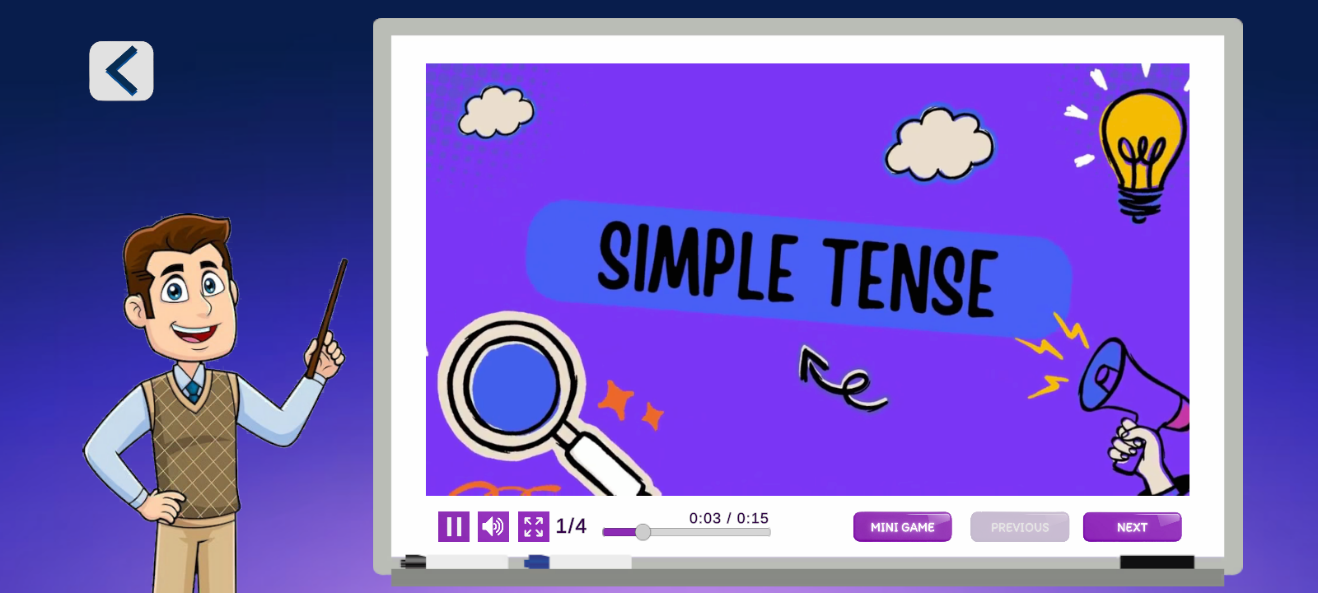 SIMPLE TENSE
1/4
0:03 / 0:15
MINI GAME
PREVIOUS
NEXT